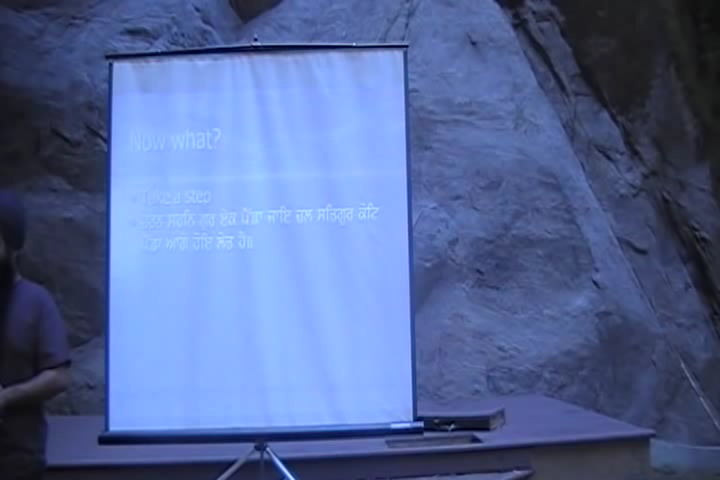 Now what?
• Take a step
• ਚਰਨ ਸਰਨਿ ਗੁਰ ਏਕ ਪੈਂਡਾ ਜਾਇ ਚਲ ਸਤਿਗੁਰ ਕੋਟਿ
ਪੈਂਡਾ ਆਗੇ ਹੋਇ ਲੇਤ ਹੈ॥